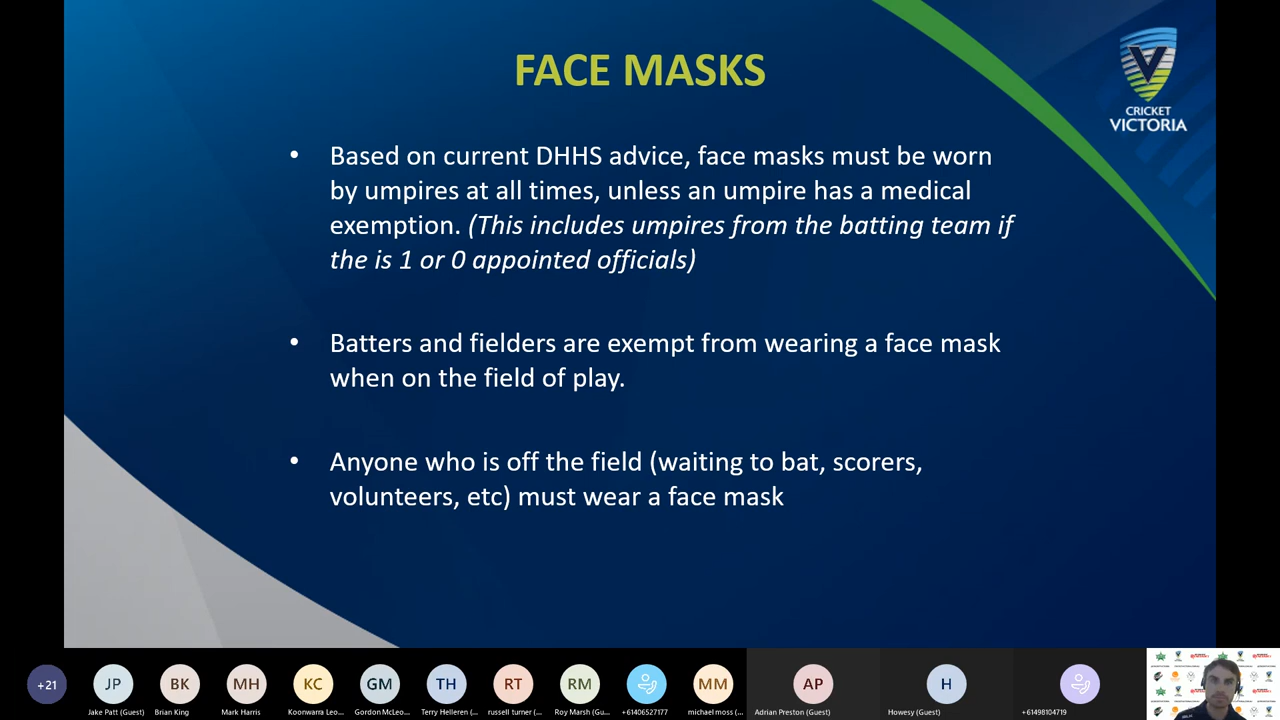 FACE MASKS
CRICKET
VICTORIA
• Based on current DHHS advice, face masks must be worn
by umpires at all times, unless an umpire has a medical
exemption. (This includes umpires from the batting team if
the is 1 or 0 appointed officials)
• Batters and fielders are exempt from wearing a face mask
when on the field of play.
• Anyone who is off the field (waiting to bat, scorers,
volunteers, etc) must wear a face mask
+21
JP
BK
MH
KC
GM
TH
RT
RM
MM
AP
H
Jake Patt (Guest)
Brian King
Mark Harris
Koonwarra Leo...
Gordon McLeo...
Terry Helleren (...
russell turner (...
Roy Marsh (Gu...
+61406527177
michael moss (...
Adrian Preston (Guest)
Howesy (Guest)
+61498104719